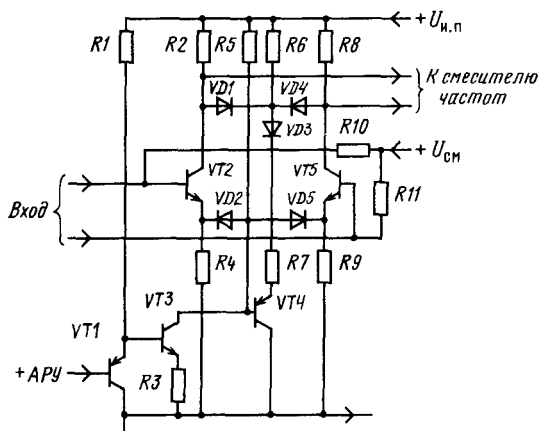 + Uи.п
R1 R2 R5 R6 R8
К смесителю
частот
VD1 VD4
VD3
R10
+ Uсм
VT2 VT5
R11
Вход
VD2 VD5
R4 R7 R9
VT3 VT4
VT1
+АРУ
R3